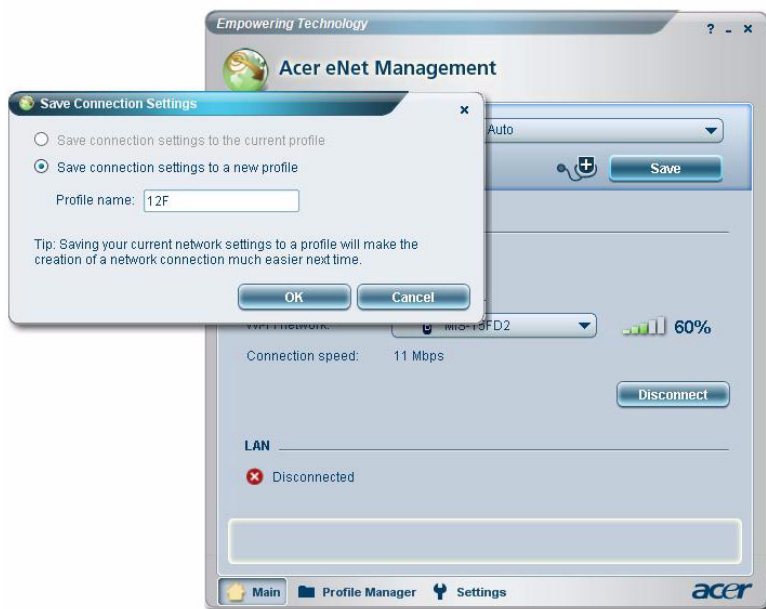 Empowering Technology
? - x
Acer eNet Management
Save Connection Settings
x
Save connection settings to the current profile
Save connection settings to a new profile
Profile name: 12F
Tip: Saving your current network settings to a profile will make the
creation of a network connection much easier next time.
OK Cancel
Auto
Save
60%
Connection speed: 11 Mbps
Disconnect
LAN
Disconnected
Main Profile Manager Settings
acer